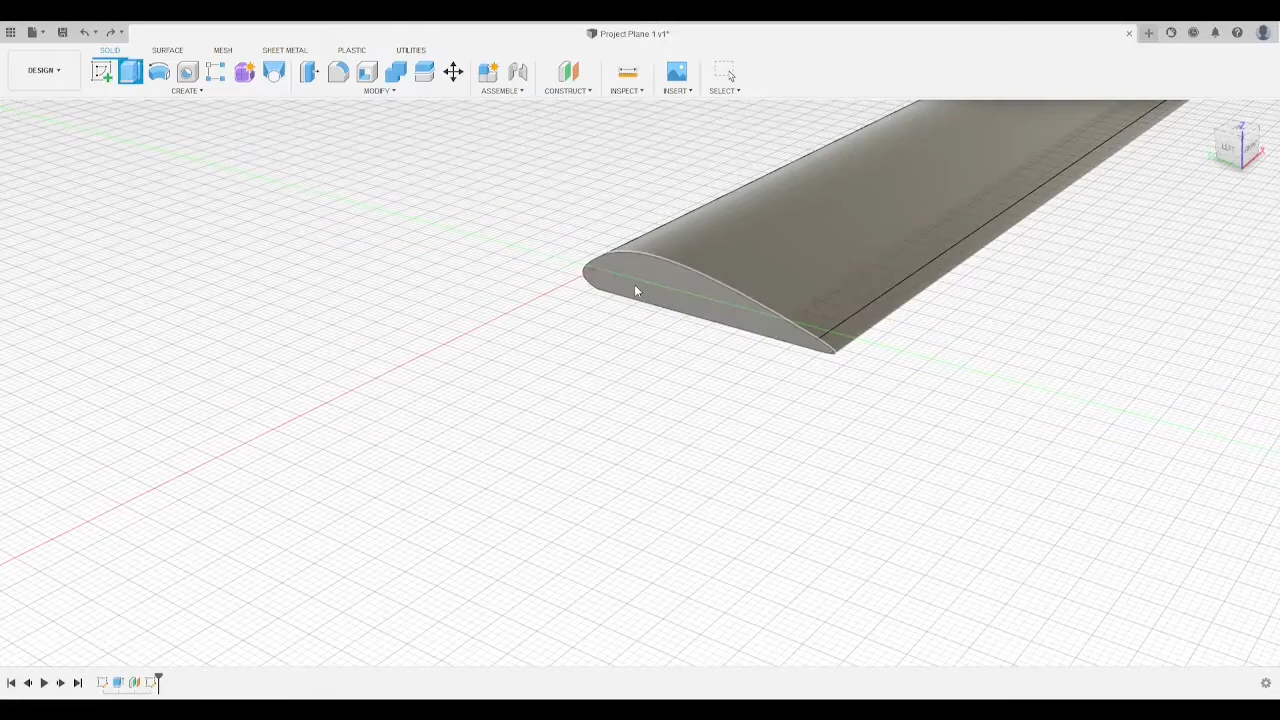 Project Plane 1 v1*
SOLID SURFACE MESH SHEET METAL PLASTIC UTILITIES
DESIGN
CREATE MODIFY ASSEMBLE CONSTRUCT INSPECT INSERT SELECT
Z
LEFT
X